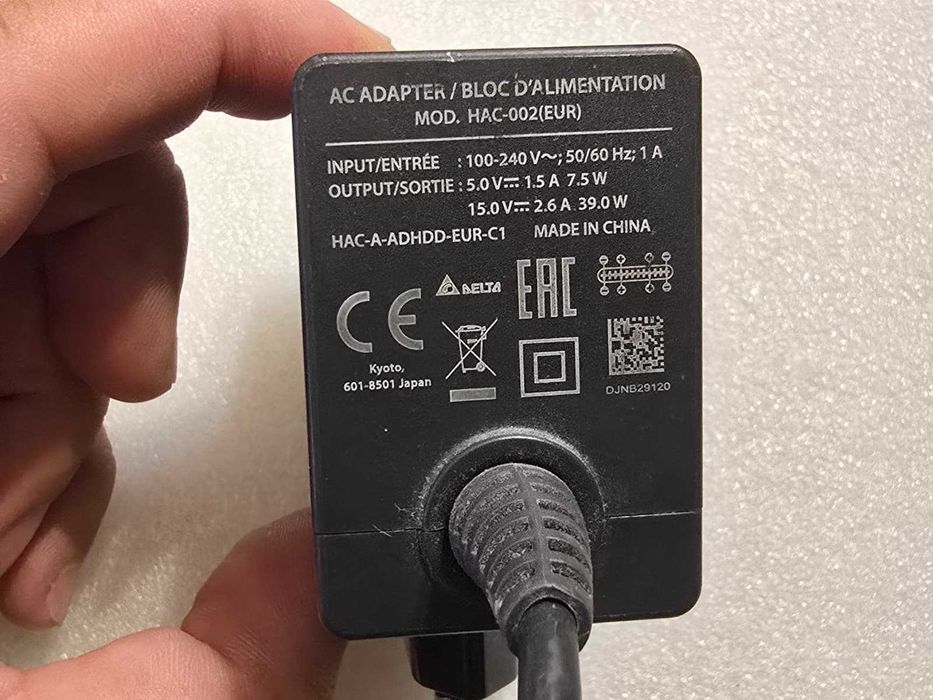 AC ADAPTER / BLOC D'ALIMENTATION
MOD. HAC-002(EUR)
INPUT/ENTRÉE : 100-240 V～; 50/60 Hz; 1 A
OUTPUT/SORTIE : 5.0 V⎓ 1.5 A 7.5 W
15.0 V⎓ 2.6 A 39.0 W
HAC-A-ADHDD-EUR-C1 MADE IN CHINA
DELTA
EAC
CE
Kyoto,
601-8501 Japan
DJNB29120